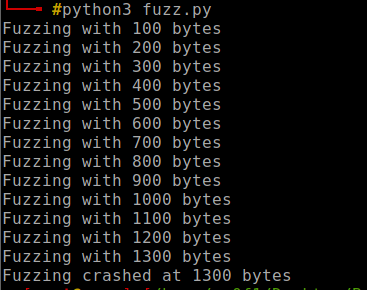 #python3 fuzz.py
Fuzzing with 100 bytes
Fuzzing with 200 bytes
Fuzzing with 300 bytes
Fuzzing with 400 bytes
Fuzzing with 500 bytes
Fuzzing with 600 bytes
Fuzzing with 700 bytes
Fuzzing with 800 bytes
Fuzzing with 900 bytes
Fuzzing with 1000 bytes
Fuzzing with 1100 bytes
Fuzzing with 1200 bytes
Fuzzing with 1300 bytes
Fuzzing crashed at 1300 bytes